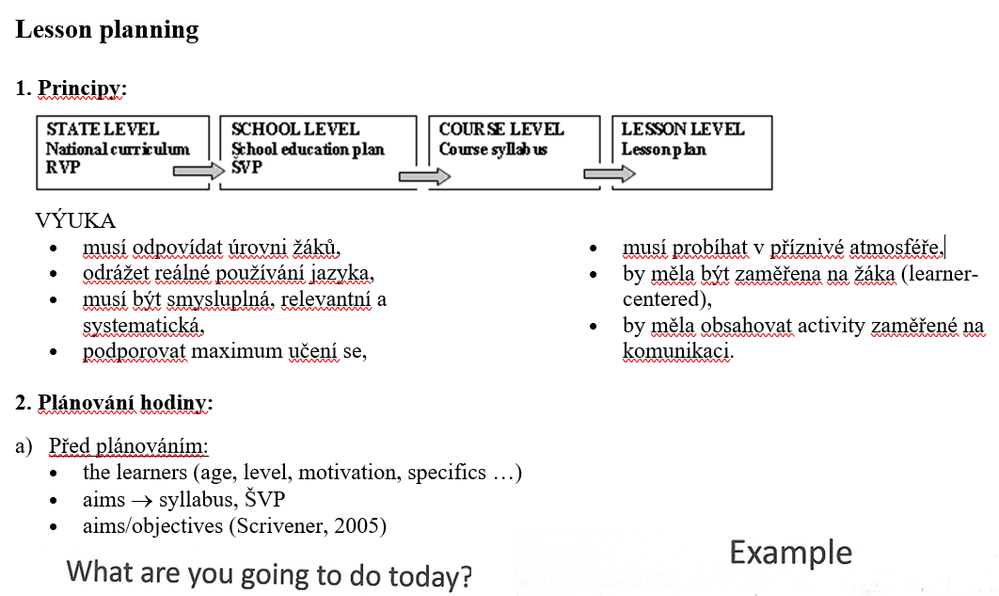 Lesson planning
1. Principy:
STATE LEVEL
National curriculum
RVP
SCHOOL LEVEL
School education plan
ŠVP
COURSE LEVEL
Course syllabus
LESSON LEVEL
Lesson plan
VÝUKA
• musí odpovídat úrovni žáků,
• odrážet reálné používání jazyka,
• musí být smysluplná, relevantní a
systematická,
• podporovat maximum učení se,
• musí probíhat v příznivé atmosféře,
• by měla být zaměřena na žáka (learner-
centered),
• by měla obsahovat activity zaměřené na
komunikaci.
2. Plánování hodiny:
a) Před plánováním:
• the learners (age, level, motivation, specifics …)
• aims → syllabus, ŠVP
• aims/objectives (Scrivener, 2005)
What are you going to do today?
Example